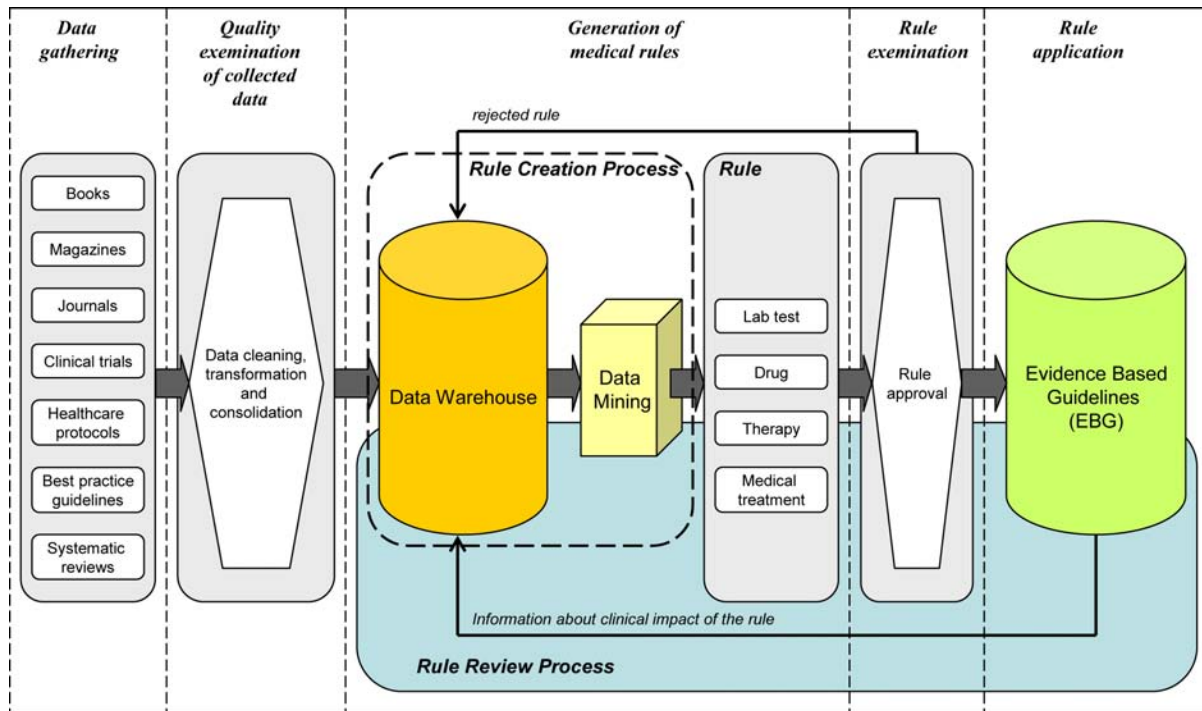 Data
gathering
Quality
exemination
of collected
data
Generation of
medical rules
Rule
exemination
Rule
application
rejected rule
Books
Magazines
Journals
Clinical trials
Healthcare
protocols
Best practice
guidelines
Systematic
reviews
Data cleaning,
transformation
and
consolidation
Rule Creation Process
Data Warehouse
Data
Mining
Rule
Lab test
Drug
Therapy
Medical
treatment
Rule
approval
Evidence Based
Guidelines
(EBG)
Information about clinical impact of the rule
Rule Review Process